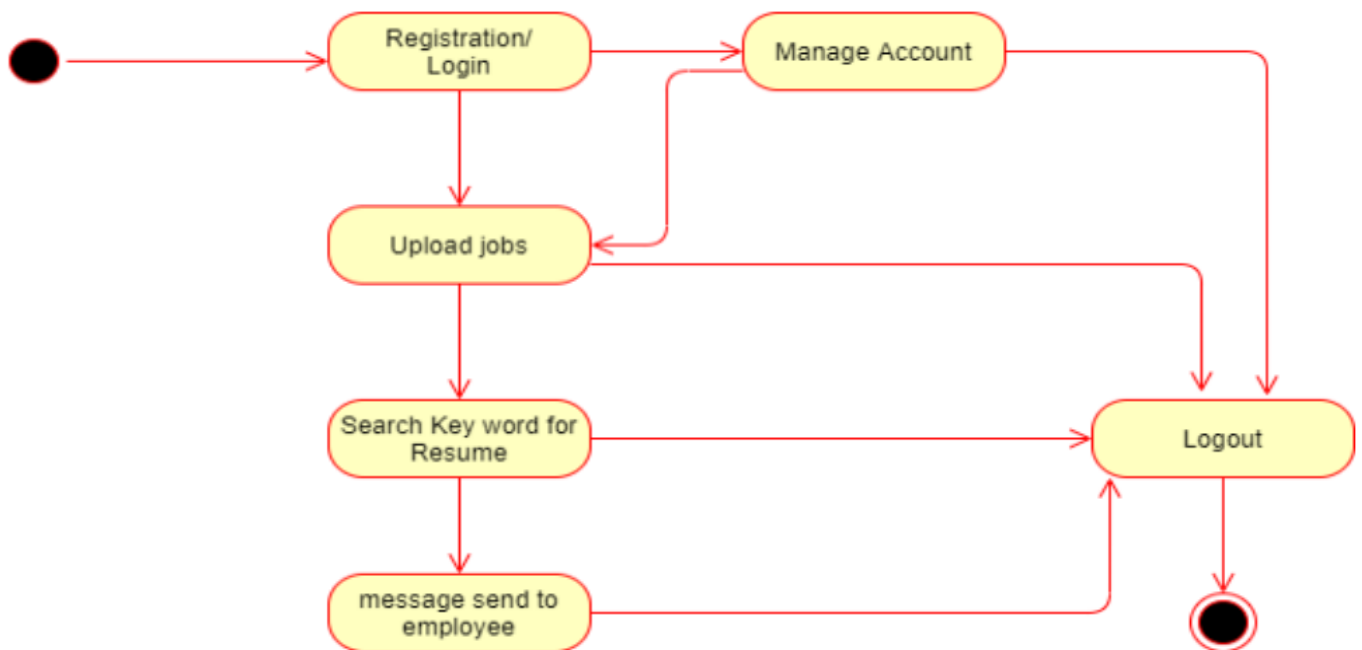 Registration/
Login
Manage Account
Upload jobs
Search Key word for
Resume
Logout
message send to
employee